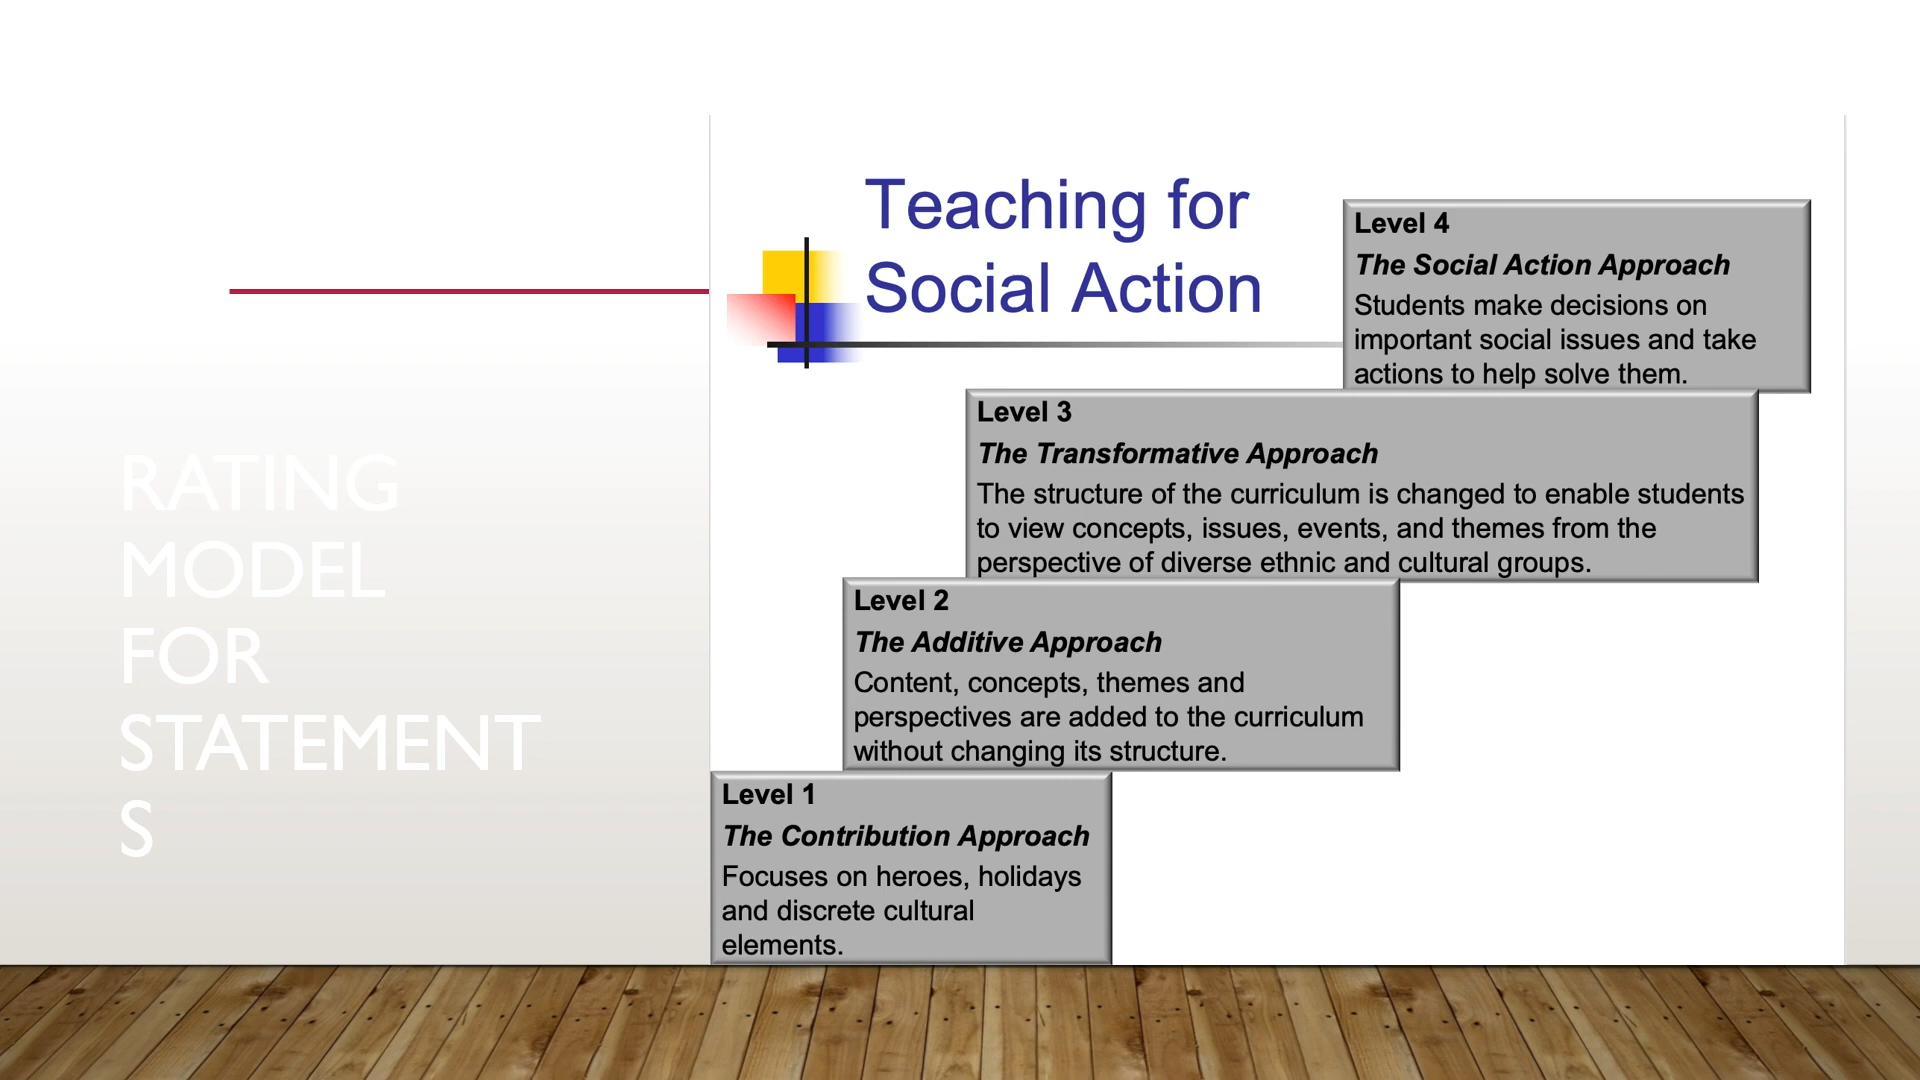 RATING
MODEL
FOR
STATEMENT
S
Teaching for
Social Action
Level 4
The Social Action Approach
Students make decisions on
important social issues and take
actions to help solve them.
Level 3
The Transformative Approach
The structure of the curriculum is changed to enable students
to view concepts, issues, events, and themes from the
perspective of diverse ethnic and cultural groups.
Level 2
The Additive Approach
Content, concepts, themes and
perspectives are added to the curriculum
without changing its structure.
Level 1
The Contribution Approach
Focuses on heroes, holidays
and discrete cultural
elements.